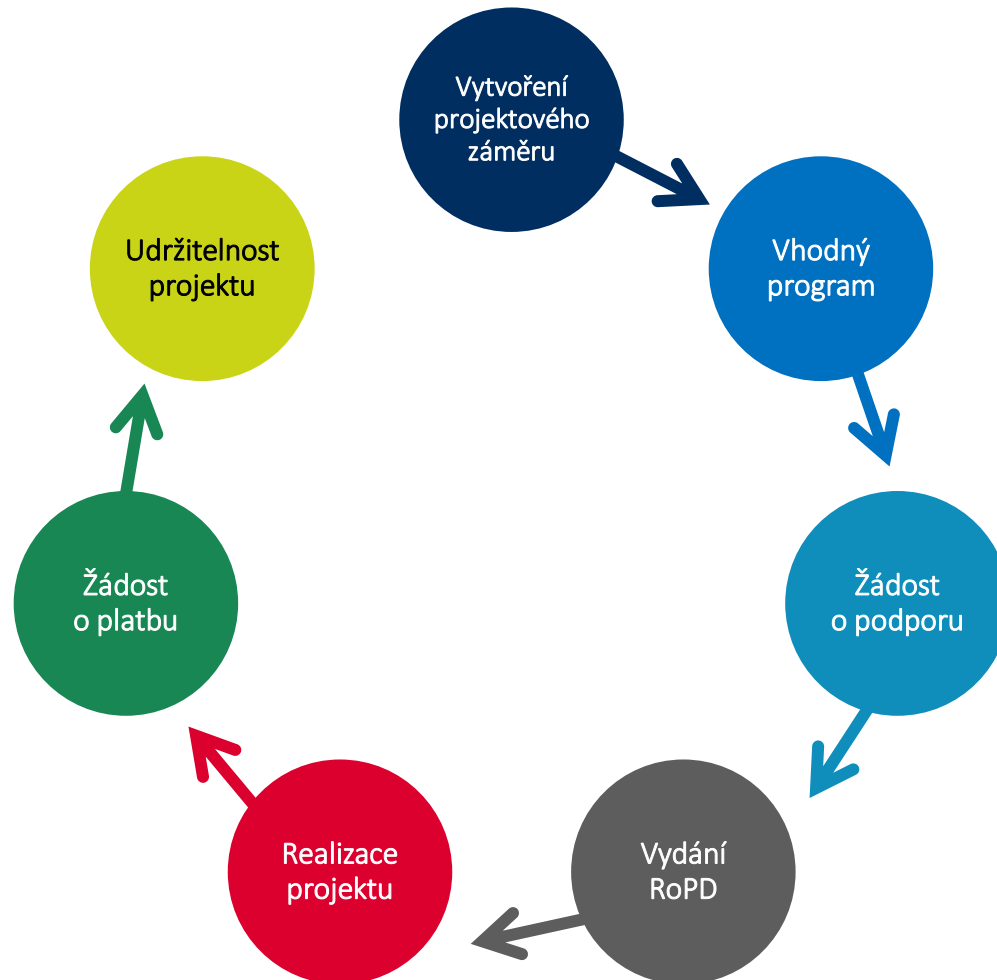 Vytvoření
projektového
záměru
Vhodný
program
Žádost
o podporu
Vydání
RoPD
Realizace
projektu
Žádost
o platbu
Udržitelnost
projektu